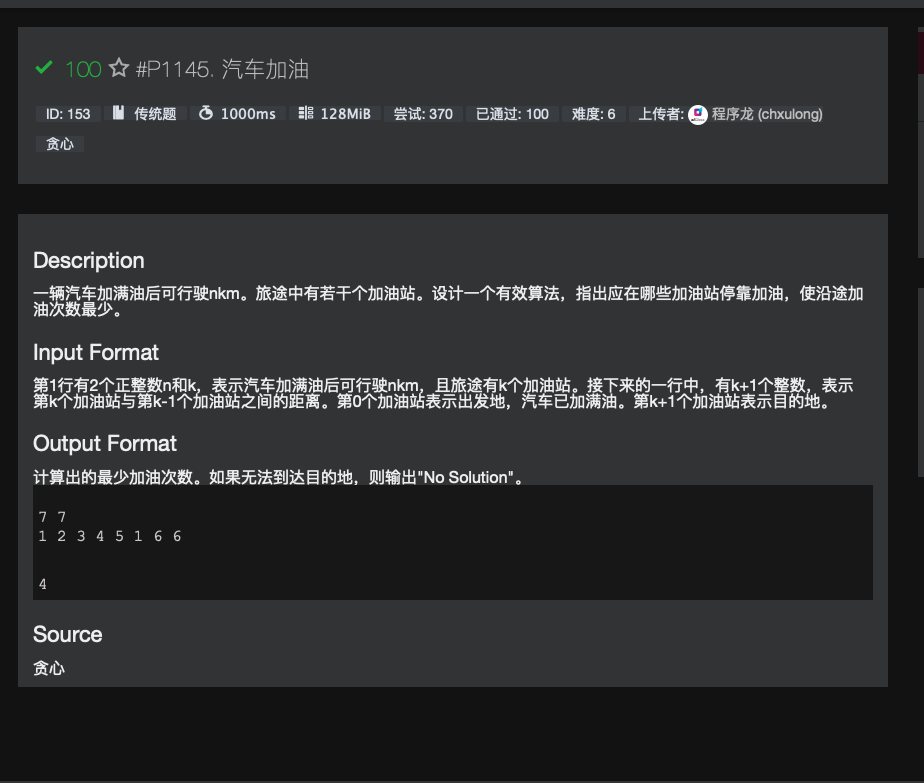 100 #P1145. 汽车加油
ID: 153 传统题 1000ms 128MiB 尝试: 370 已通过: 100 难度: 6 上传者: 程序龙 (chxulong)
贪心
Description
一辆汽车加满油后可行驶nkm。旅途中有若干个加油站。设计一个有效算法，指出应在哪些加油站停靠加油，使沿途加
油次数最少。
Input Format
第1行有2个正整数n和k，表示汽车加满油后可行驶nkm，且旅途有k个加油站。接下来的一行中，有k+1个整数，表示
第k个加油站与第k-1个加油站之间的距离。第0个加油站表示出发地，汽车已加满油。第k+1个加油站表示目的地。
Output Format
计算出的最少加油次数。如果无法到达目的地，则输出"No Solution"。
7 7
1 2 3 4 5 1 6 6
4
Source
贪心